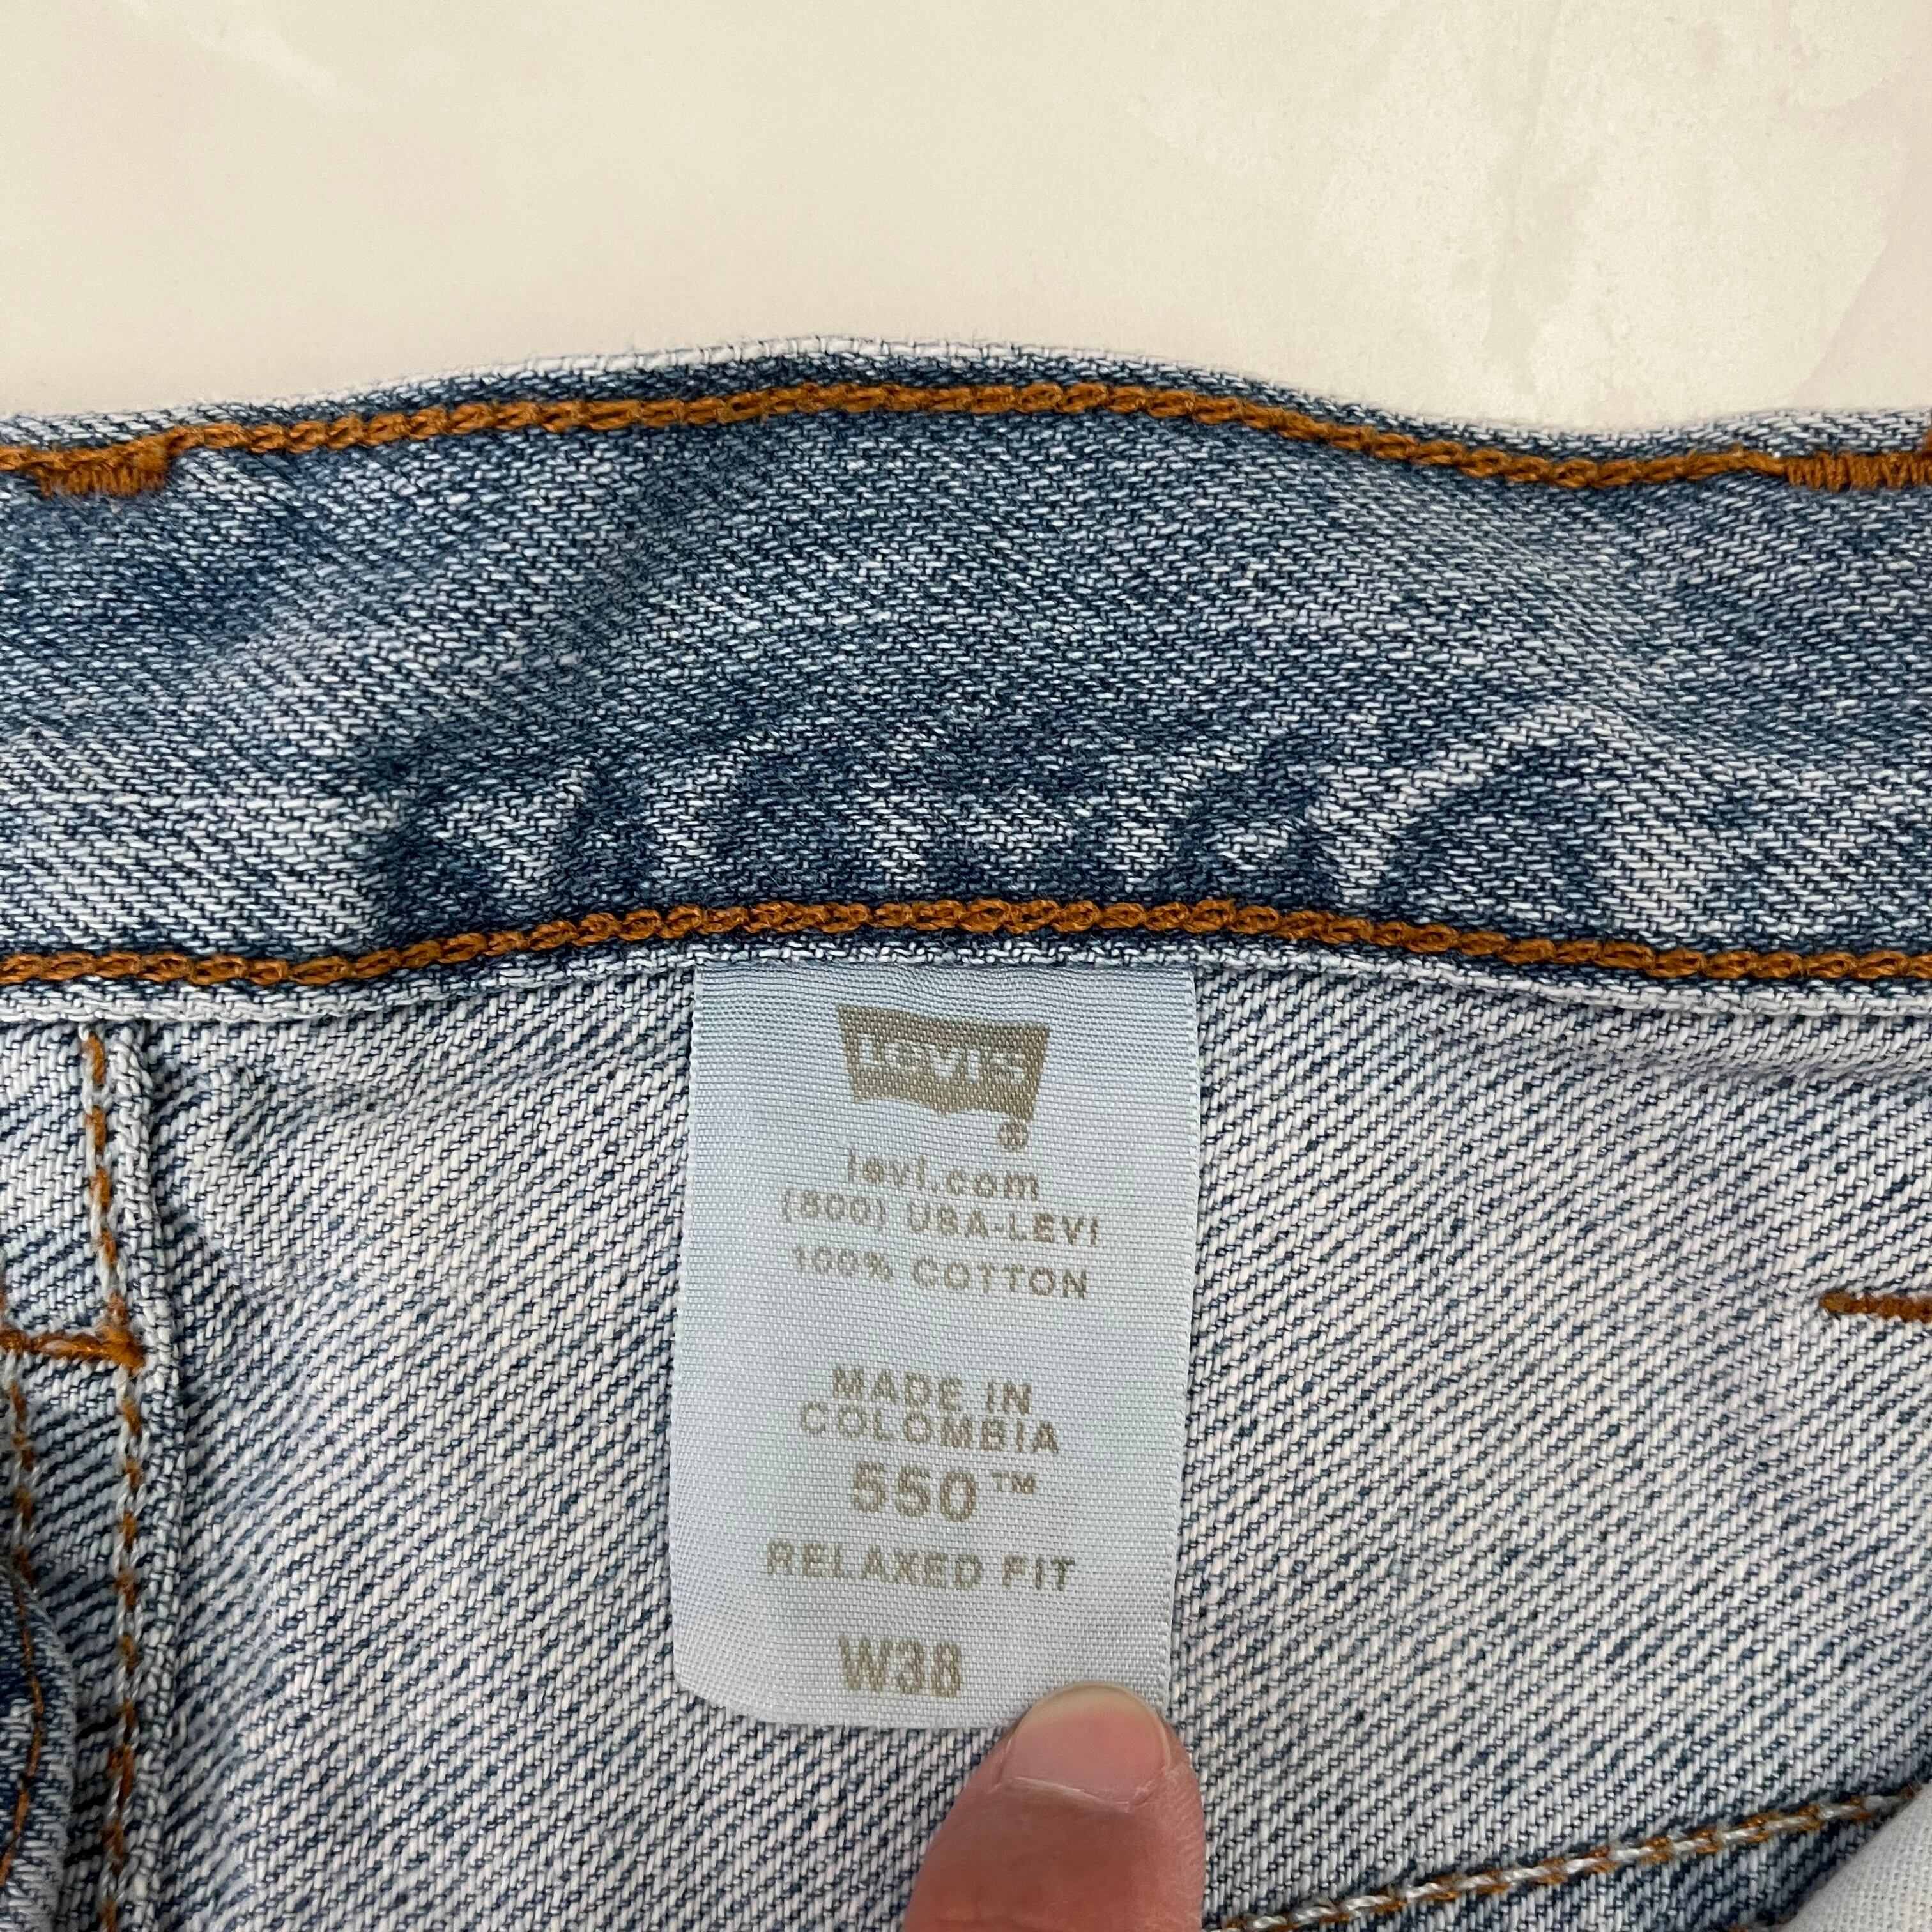 Levi's
®
levi.com
(800) USA-LEVI
100% COTTON
MADE IN
COLOMBIA
550™
RELAXED FIT
W38